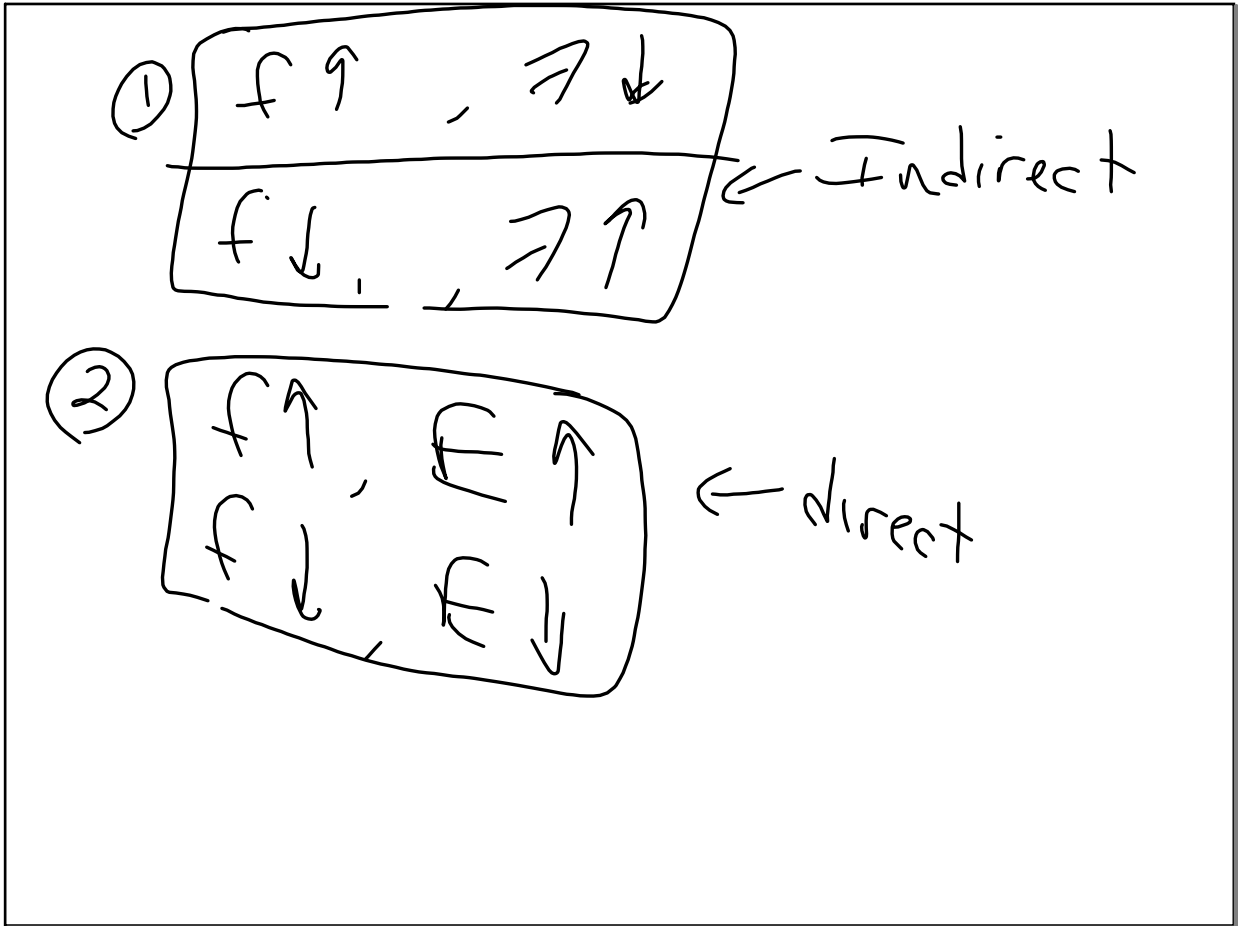 ① f ↑ , λ ↓
← Indirect
f ↓ , λ ↑
② f ↑ , E ↑
← direct
f ↓ , E ↓